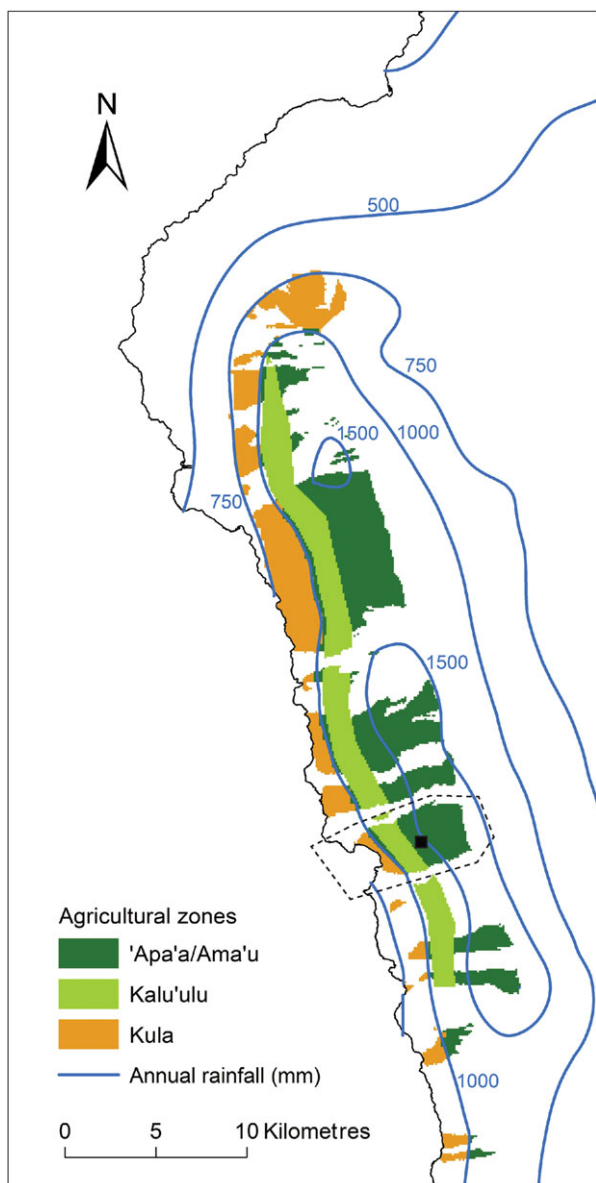 N
500
750
1500
1000
750
1500
Agricultural zones
'Apa'a/Ama'u
Kalu'ulu
Kula
Annual rainfall (mm)
1000
0 5 10 Kilometres